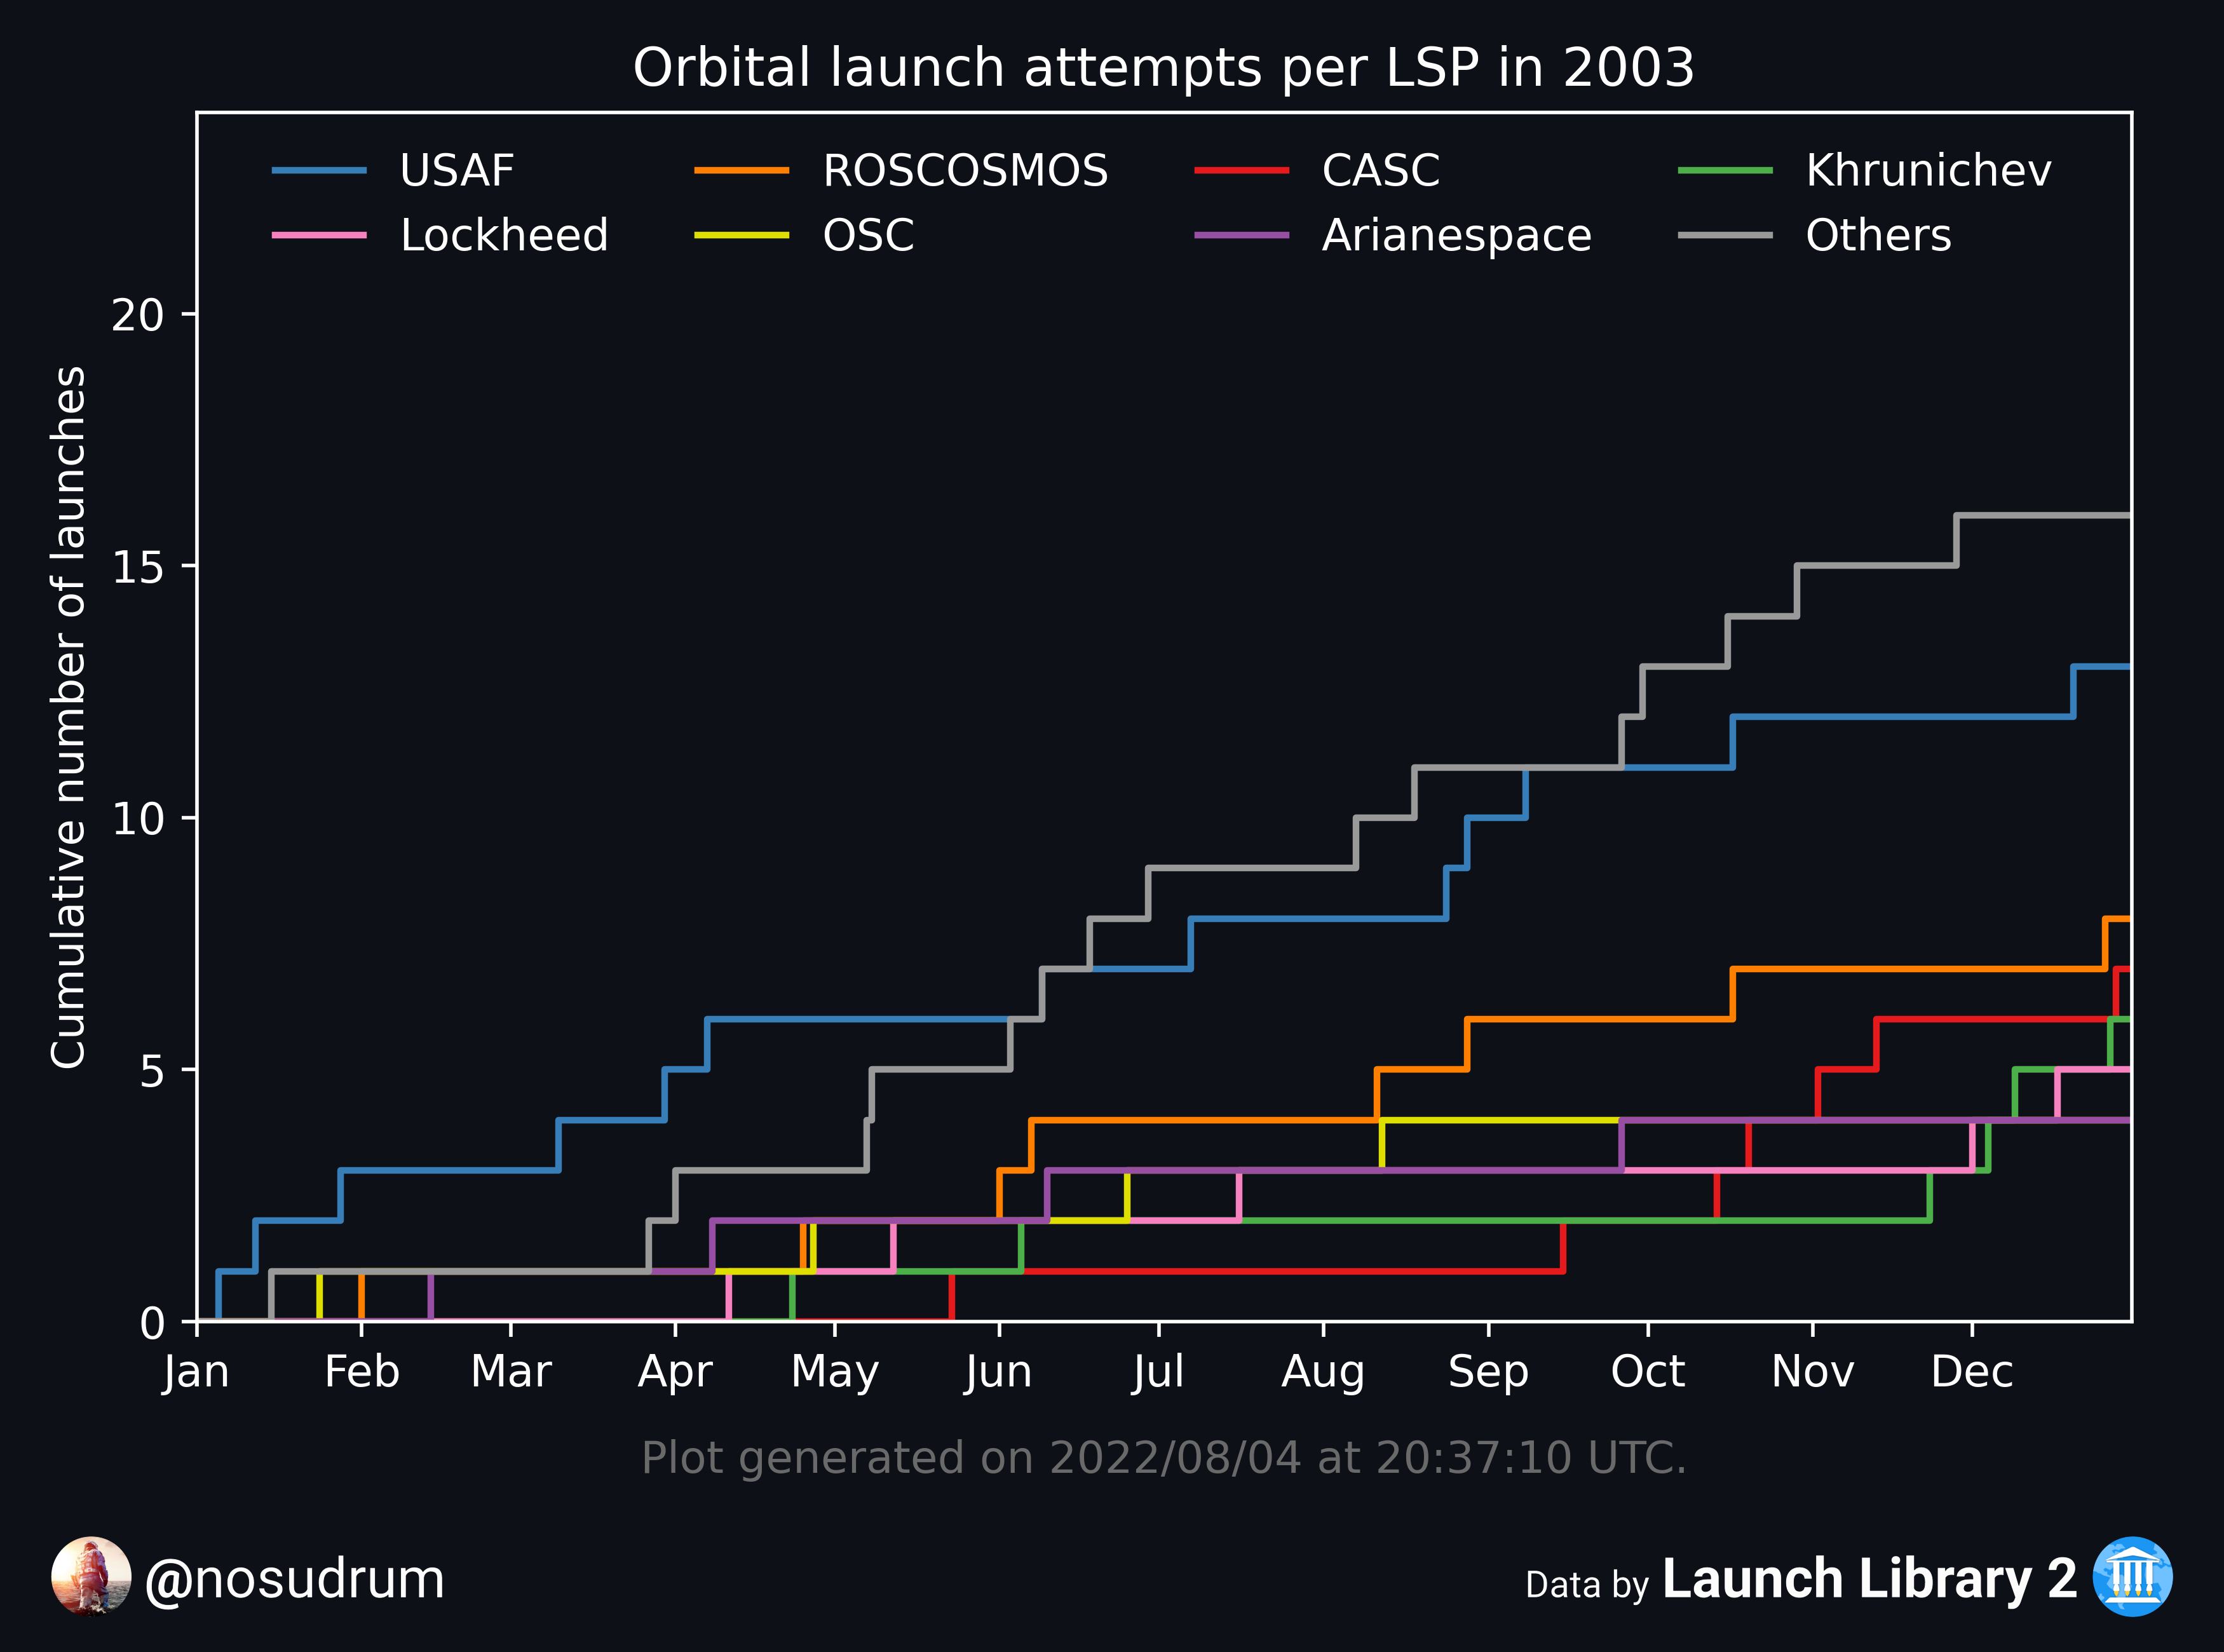 Orbital launch attempts per LSP in 2003
USAF ROSCOSMOS CASC Khrunichev
Lockheed OSC Arianespace Others
Cumulative number of launches
20
15
10
5
0
Jan Feb Mar Apr May Jun Jul Aug Sep Oct Nov Dec
Plot generated on 2022/08/04 at 20:37:10 UTC.
@nosudrum
Data by Launch Library 2